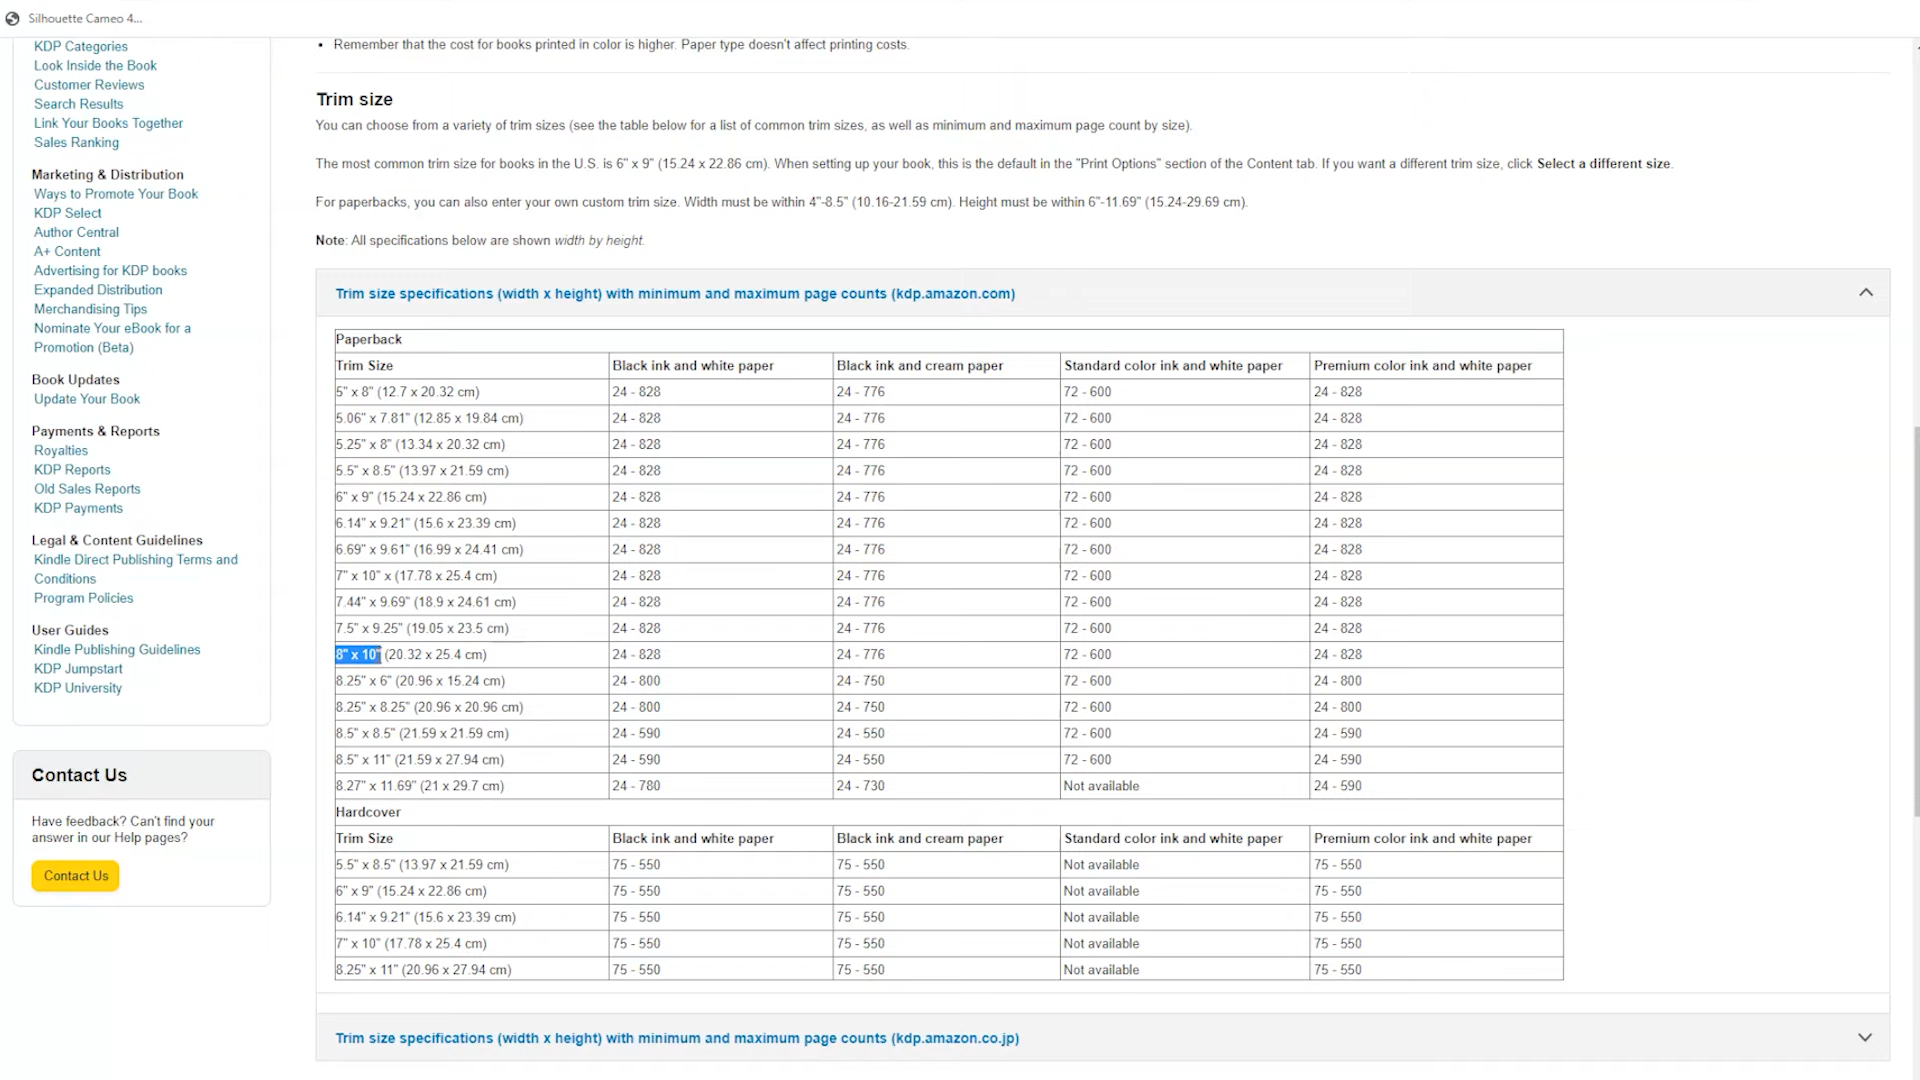 Silhouette Cameo 4...
KDP Categories
Look Inside the Book
Customer Reviews
Search Results
Link Your Books Together
Sales Ranking
Marketing & Distribution
Ways to Promote Your Book
KDP Select
Author Central
A+ Content
Advertising for KDP books
Expanded Distribution
Merchandising Tips
Nominate Your eBook for a
Promotion (Beta)
Book Updates
Update Your Book
Payments & Reports
Royalties
KDP Reports
Old Sales Reports
KDP Payments
Legal & Content Guidelines
Kindle Direct Publishing Terms and
Conditions
Program Policies
User Guides
Kindle Publishing Guidelines
KDP Jumpstart
KDP University
Contact Us
Have feedback? Can't find your
answer in our Help pages?
Contact Us
• Remember that the cost for books printed in color is higher. Paper type doesn't affect printing costs.
Trim size
You can choose from a variety of trim sizes (see the table below for a list of common trim sizes, as well as minimum and maximum page count by size).
The most common trim size for books in the U.S. is 6" x 9" (15.24 x 22.86 cm). When setting up your book, this is the default in the "Print Options" section of the Content tab. If you want a different trim size, click Select a different size.
For paperbacks, you can also enter your own custom trim size. Width must be within 4"-8.5" (10.16-21.59 cm). Height must be within 6"-11.69" (15.24-29.69 cm).
Note: All specifications below are shown width by height.
Trim size specifications (width x height) with minimum and maximum page counts (kdp.amazon.com)
Paperback
Trim Size Black ink and white paper Black ink and cream paper Standard color ink and white paper Premium color ink and white paper
5" x 8" (12.7 x 20.32 cm) 24 - 828 24 - 776 72 - 600 24 - 828
5.06" x 7.81" (12.85 x 19.84 cm) 24 - 828 24 - 776 72 - 600 24 - 828
5.25" x 8" (13.34 x 20.32 cm) 24 - 828 24 - 776 72 - 600 24 - 828
5.5" x 8.5" (13.97 x 21.59 cm) 24 - 828 24 - 776 72 - 600 24 - 828
6" x 9" (15.24 x 22.86 cm) 24 - 828 24 - 776 72 - 600 24 - 828
6.14" x 9.21" (15.6 x 23.39 cm) 24 - 828 24 - 776 72 - 600 24 - 828
6.69" x 9.61" (16.99 x 24.41 cm) 24 - 828 24 - 776 72 - 600 24 - 828
7" x 10" x (17.78 x 25.4 cm) 24 - 828 24 - 776 72 - 600 24 - 828
7.44" x 9.69" (18.9 x 24.61 cm) 24 - 828 24 - 776 72 - 600 24 - 828
7.5" x 9.25" (19.05 x 23.5 cm) 24 - 828 24 - 776 72 - 600 24 - 828
8" x 10" (20.32 x 25.4 cm) 24 - 828 24 - 776 72 - 600 24 - 828
8.25" x 6" (20.96 x 15.24 cm) 24 - 800 24 - 750 72 - 600 24 - 800
8.25" x 8.25" (20.96 x 20.96 cm) 24 - 800 24 - 750 72 - 600 24 - 800
8.5" x 8.5" (21.59 x 21.59 cm) 24 - 590 24 - 550 72 - 600 24 - 590
8.5" x 11" (21.59 x 27.94 cm) 24 - 590 24 - 550 72 - 600 24 - 590
8.27" x 11.69" (21 x 29.7 cm) 24 - 780 24 - 730 Not available 24 - 590
Hardcover
Trim Size Black ink and white paper Black ink and cream paper Standard color ink and white paper Premium color ink and white paper
5.5" x 8.5" (13.97 x 21.59 cm) 75 - 550 75 - 550 Not available 75 - 550
6" x 9" (15.24 x 22.86 cm) 75 - 550 75 - 550 Not available 75 - 550
6.14" x 9.21" (15.6 x 23.39 cm) 75 - 550 75 - 550 Not available 75 - 550
7" x 10" (17.78 x 25.4 cm) 75 - 550 75 - 550 Not available 75 - 550
8.25" x 11" (20.96 x 27.94 cm) 75 - 550 75 - 550 Not available 75 - 550
Trim size specifications (width x height) with minimum and maximum page counts (kdp.amazon.co.jp)